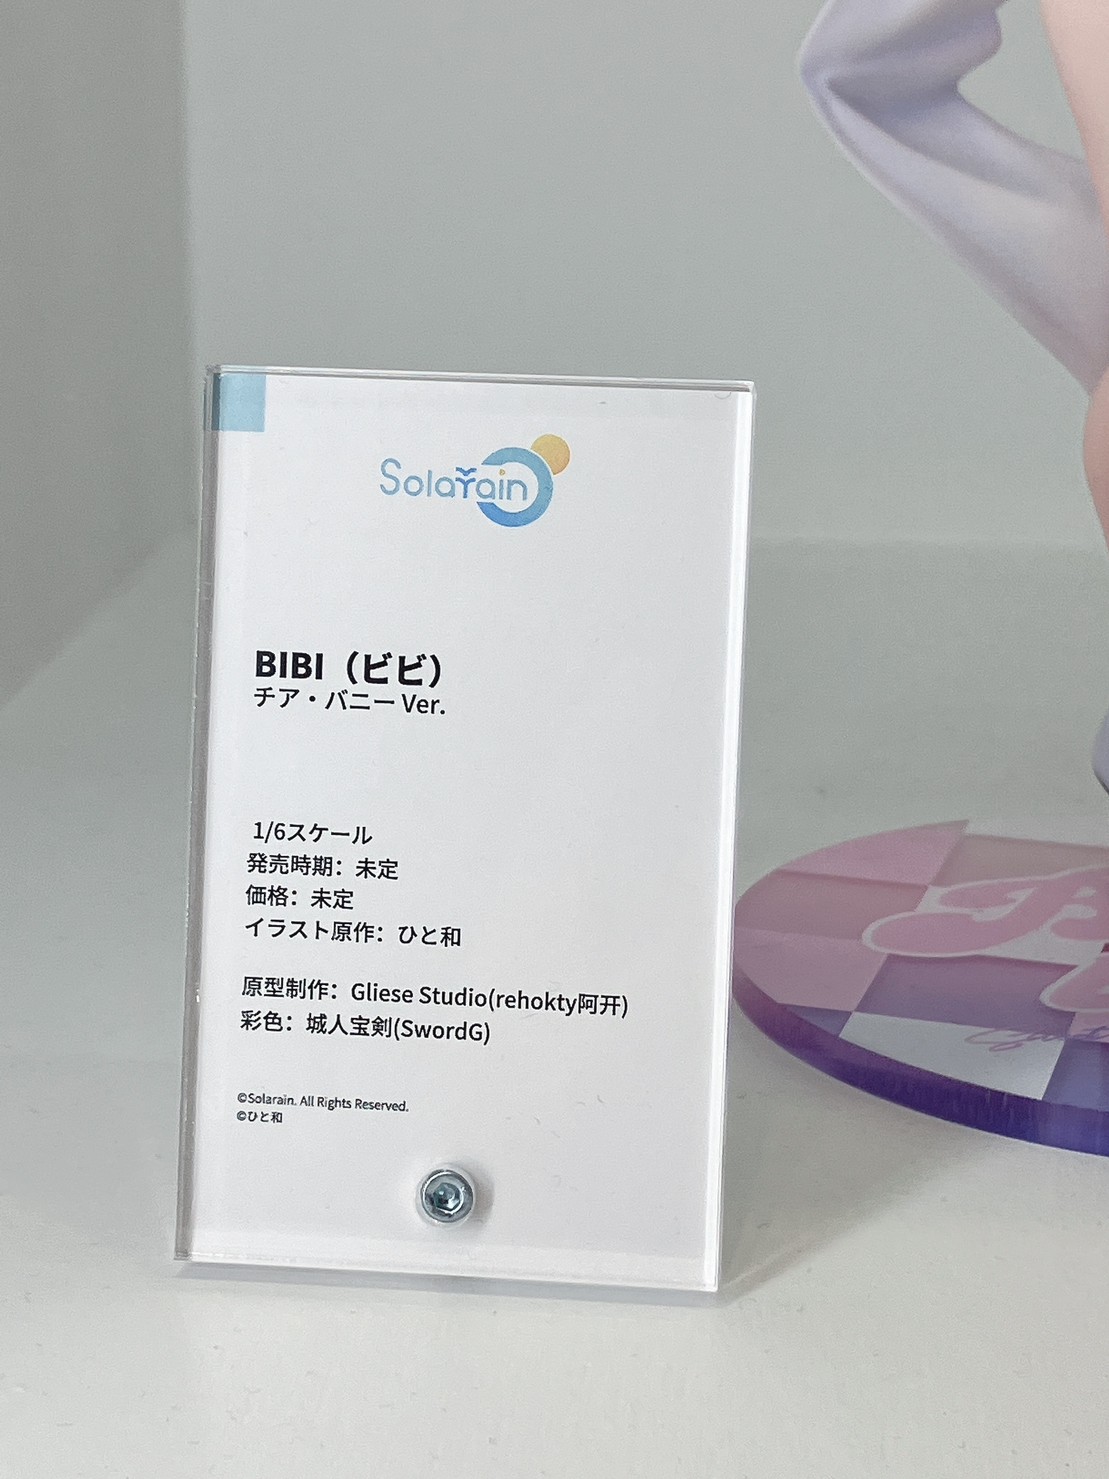 Solarain
BIBI（ビビ）
チア・バニー Ver.
1/6スケール
発売時期：未定
価格：未定
イラスト原作：ひと和
原型制作：Gliese Studio(rehokty阿开)
彩色：城人宝剣(SwordG)
©Solarain. All Rights Reserved.
©ひと和